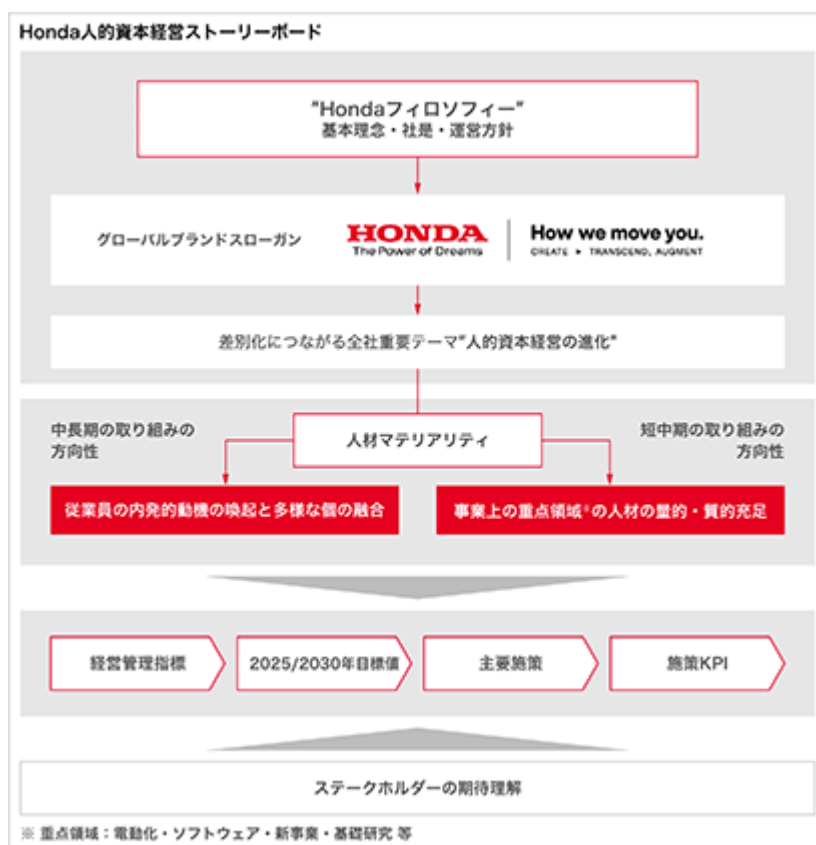 Honda人的資本経営ストーリーボード
”Hondaフィロソフィー”
基本理念・社是・運営方針
グローバルブランドスローガン
HONDA
The Power of Dreams
How we move you.
CREATE ▸ TRANSCEND, AUGMENT
差別化につながる全社重要テーマ”人的資本経営の進化”
中長期の取り組みの
方向性
人材マテリアリティ
短中期の取り組みの
方向性
従業員の内発的動機の喚起と多様な個の融合
事業上の重点領域※の人材の量的・質的充足
経営管理指標
2025/2030年目標値
主要施策
施策KPI
ステークホルダーの期待理解
※ 重点領域：電動化・ソフトウェア・新事業・基礎研究 等